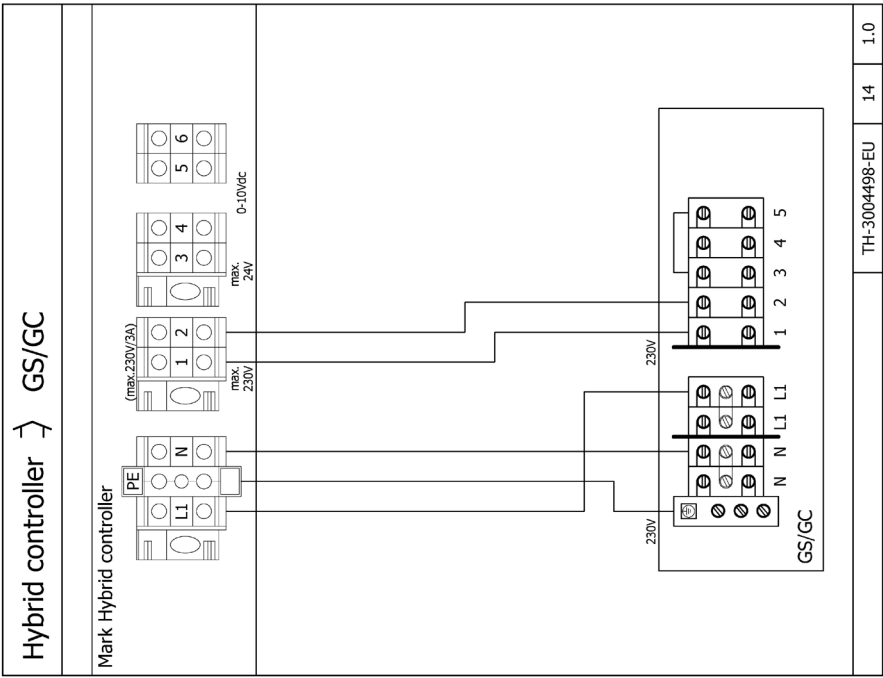 Hybrid controller GS/GC
Mark Hybrid controller
PE
(max.230V/3A)
L1 N 1 2 3 4 5 6
max.
230V
max.
24V
0-10Vdc
230V
230V
N N L1 L1 1 2 3 4 5
GS/GC
TH-3004498-EU 14 1.0